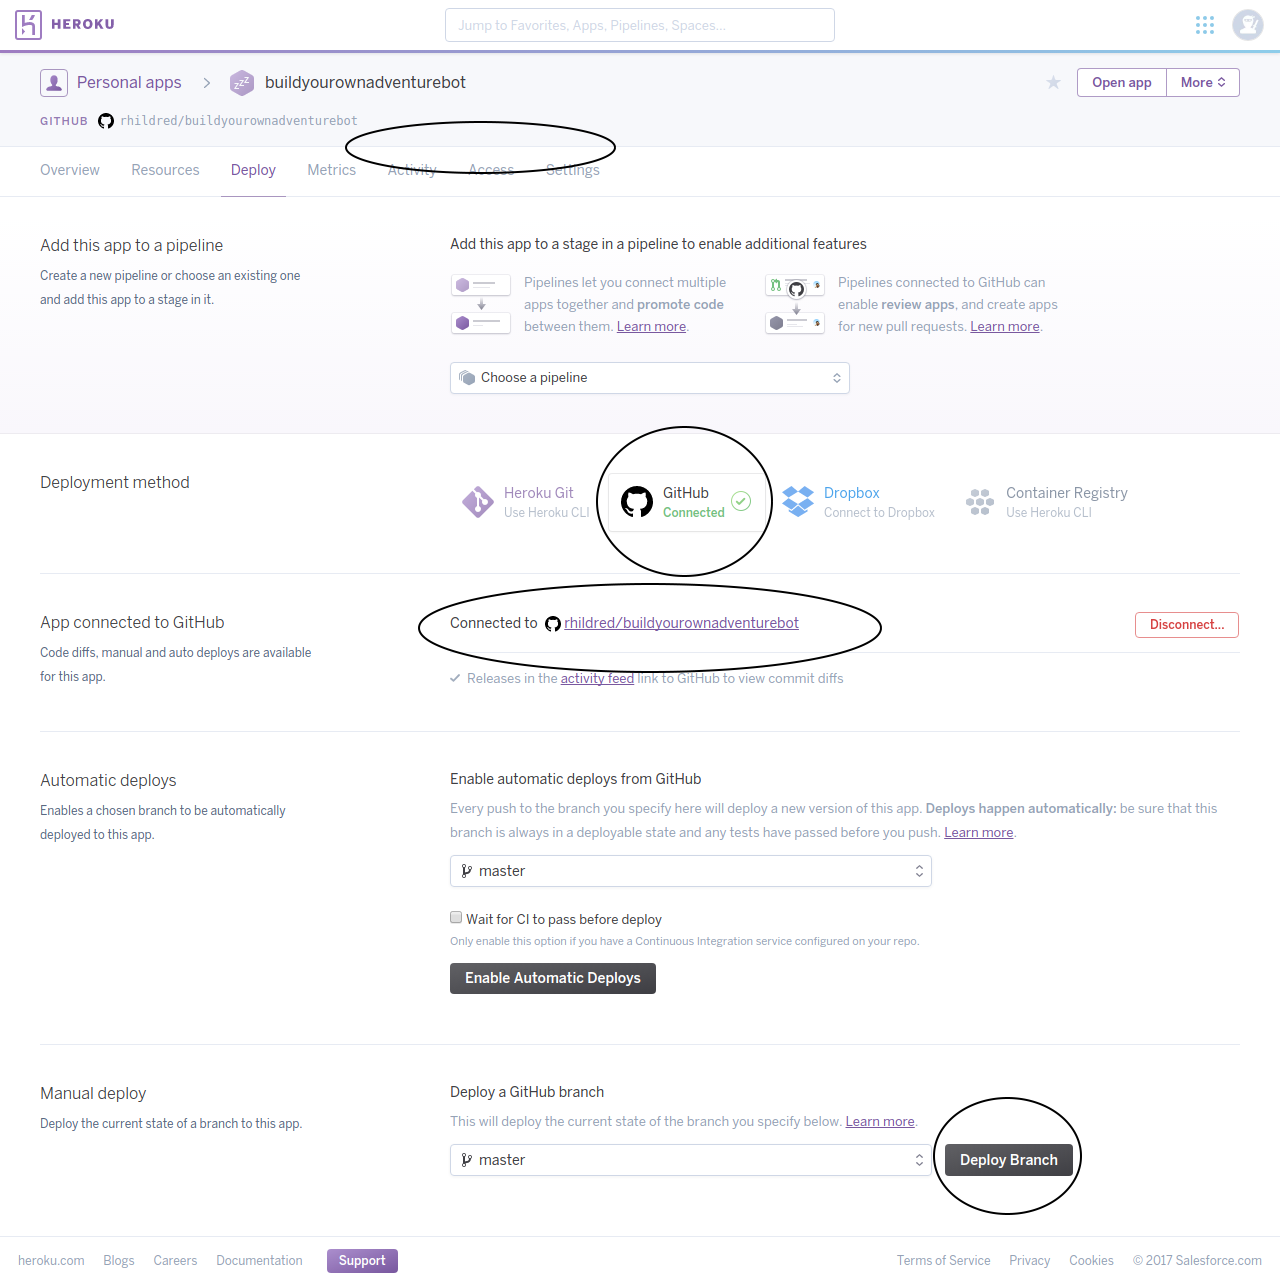 HEROKU
Jump to Favorites, Apps, Pipelines, Spaces...
Personal apps > buildyourownadventurebot
Open app More
GITHUB rhildred/buildyourownadventurebot
Overview Resources Deploy Metrics Activity Access Settings
Add this app to a pipeline
Create a new pipeline or choose an existing one
and add this app to a stage in it.
Add this app to a stage in a pipeline to enable additional features
Pipelines let you connect multiple
apps together and promote code
between them. Learn more.
Pipelines connected to GitHub can
enable review apps, and create apps
for new pull requests. Learn more.
Choose a pipeline
Deployment method
Heroku Git
Use Heroku CLI
GitHub
Connected
Dropbox
Connect to Dropbox
Container Registry
Use Heroku CLI
App connected to GitHub
Code diffs, manual and auto deploys are available
for this app.
Connected to rhildred/buildyourownadventurebot
Disconnect...
Releases in the activity feed link to GitHub to view commit diffs
Automatic deploys
Enables a chosen branch to be automatically
deployed to this app.
Enable automatic deploys from GitHub
Every push to the branch you specify here will deploy a new version of this app. Deploys happen automatically: be sure that this
branch is always in a deployable state and any tests have passed before you push. Learn more.
master
Wait for CI to pass before deploy
Only enable this option if you have a Continuous Integration service configured on your repo.
Enable Automatic Deploys
Manual deploy
Deploy the current state of a branch to this app.
Deploy a GitHub branch
This will deploy the current state of the branch you specify below. Learn more.
master
Deploy Branch
heroku.com Blogs Careers Documentation Support
Terms of Service Privacy Cookies © 2017 Salesforce.com